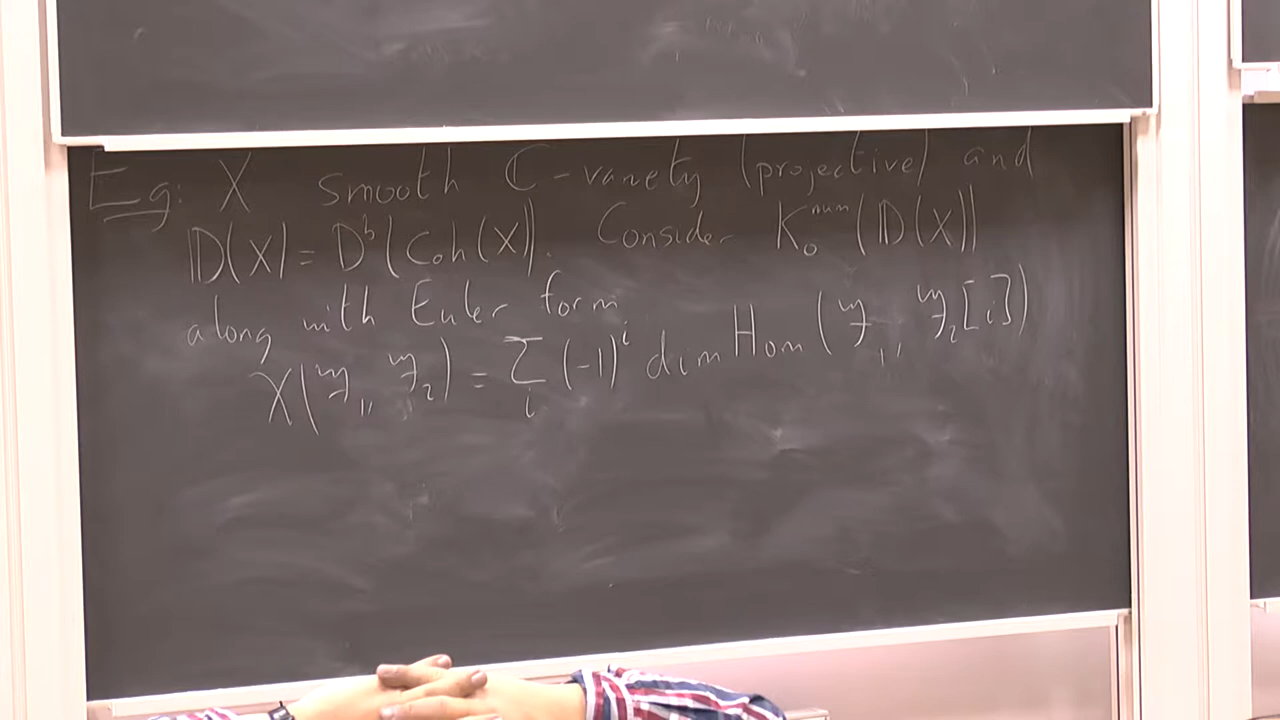 Eg: X smooth ℂ-variety (projective) and
𝔻(X) = D^b(Coh(X)). Consider K_0^num(𝔻(X))
along with Euler form
χ(ℱ_1, ℱ_2) = Σ_i (-1)^i dim Hom(ℱ_1, ℱ_2[i])